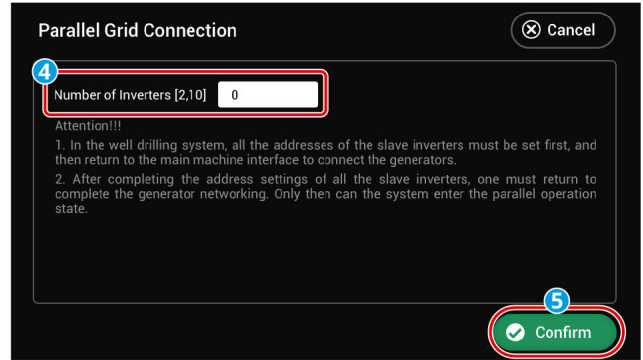 Parallel Grid Connection
Cancel
4
Number of Inverters [2,10] 0
Attention!!!
1. In the well drilling system, all the addresses of the slave inverters must be set first, and
then return to the main machine interface to connect the generators.
2. After completing the address settings of all the slave inverters, one must return to
complete the generator networking. Only then can the system enter the parallel operation
state.
5
Confirm